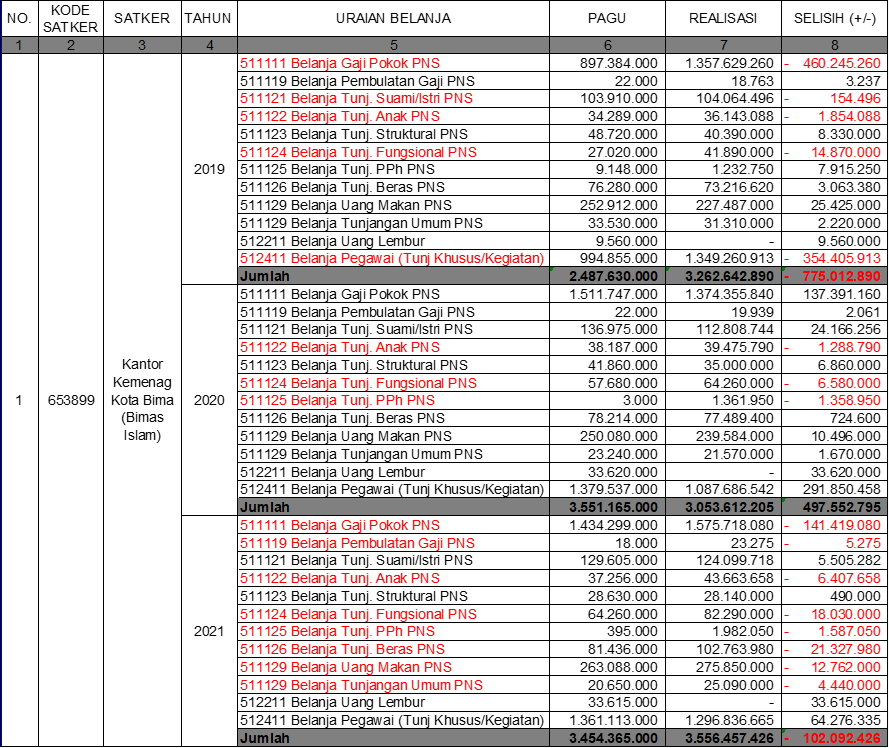 NO. KODE SATKER SATKER TAHUN URAIAN BELANJA PAGU REALISASI SELISIH (+/-)
1 2 3 4 5 6 7 8
511111 Belanja Gaji Pokok PNS 897.384.000 1.357.629.260 - 460.245.260
511119 Belanja Pembulatan Gaji PNS 22.000 18.763 3.237
511121 Belanja Tunj. Suami/Istri PNS 103.910.000 104.064.496 - 154.496
511122 Belanja Tunj. Anak PNS 34.289.000 36.143.088 - 1.854.088
511123 Belanja Tunj. Struktural PNS 48.720.000 40.390.000 8.330.000
511124 Belanja Tunj. Fungsional PNS 27.020.000 41.890.000 - 14.870.000
2019 511125 Belanja Tunj. PPh PNS 9.148.000 1.232.750 7.915.250
511126 Belanja Tunj. Beras PNS 76.280.000 73.216.620 3.063.380
511129 Belanja Uang Makan PNS 252.912.000 227.487.000 25.425.000
511129 Belanja Tunjangan Umum PNS 33.530.000 31.310.000 2.220.000
512211 Belanja Uang Lembur 9.560.000 - 9.560.000
512411 Belanja Pegawai (Tunj Khusus/Kegiatan) 994.855.000 1.349.260.913 - 354.405.913
Jumlah 2.487.630.000 3.262.642.890 - 775.012.890
511111 Belanja Gaji Pokok PNS 1.511.747.000 1.374.355.840 137.391.160
511119 Belanja Pembulatan Gaji PNS 22.000 19.939 2.061
511121 Belanja Tunj. Suami/Istri PNS 136.975.000 112.808.744 24.166.256
511122 Belanja Tunj. Anak PNS 38.187.000 39.475.790 - 1.288.790
Kantor 511123 Belanja Tunj. Struktural PNS 41.860.000 35.000.000 6.860.000
Kemenag 511124 Belanja Tunj. Fungsional PNS 57.680.000 64.260.000 - 6.580.000
1 653899 Kota Bima 2020 511125 Belanja Tunj. PPh PNS 3.000 1.361.950 - 1.358.950
(Bimas 511126 Belanja Tunj. Beras PNS 78.214.000 77.489.400 724.600
Islam) 511129 Belanja Uang Makan PNS 250.080.000 239.584.000 10.496.000
511129 Belanja Tunjangan Umum PNS 23.240.000 21.570.000 1.670.000
512211 Belanja Uang Lembur 33.620.000 - 33.620.000
512411 Belanja Pegawai (Tunj Khusus/Kegiatan) 1.379.537.000 1.087.686.542 291.850.458
Jumlah 3.551.165.000 3.053.612.205 497.552.795
511111 Belanja Gaji Pokok PNS 1.434.299.000 1.575.718.080 - 141.419.080
511119 Belanja Pembulatan Gaji PNS 18.000 23.275 - 5.275
511121 Belanja Tunj. Suami/Istri PNS 129.605.000 124.099.718 5.505.282
511122 Belanja Tunj. Anak PNS 37.256.000 43.663.658 - 6.407.658
511123 Belanja Tunj. Struktural PNS 28.630.000 28.140.000 490.000
511124 Belanja Tunj. Fungsional PNS 64.260.000 82.290.000 - 18.030.000
2021 511125 Belanja Tunj. PPh PNS 395.000 1.982.050 - 1.587.050
511126 Belanja Tunj. Beras PNS 81.436.000 102.763.980 - 21.327.980
511129 Belanja Uang Makan PNS 263.088.000 275.850.000 - 12.762.000
511129 Belanja Tunjangan Umum PNS 20.650.000 25.090.000 - 4.440.000
512211 Belanja Uang Lembur 33.615.000 - 33.615.000
512411 Belanja Pegawai (Tunj Khusus/Kegiatan) 1.361.113.000 1.296.836.665 64.276.335
Jumlah 3.454.365.000 3.556.457.426 - 102.092.426